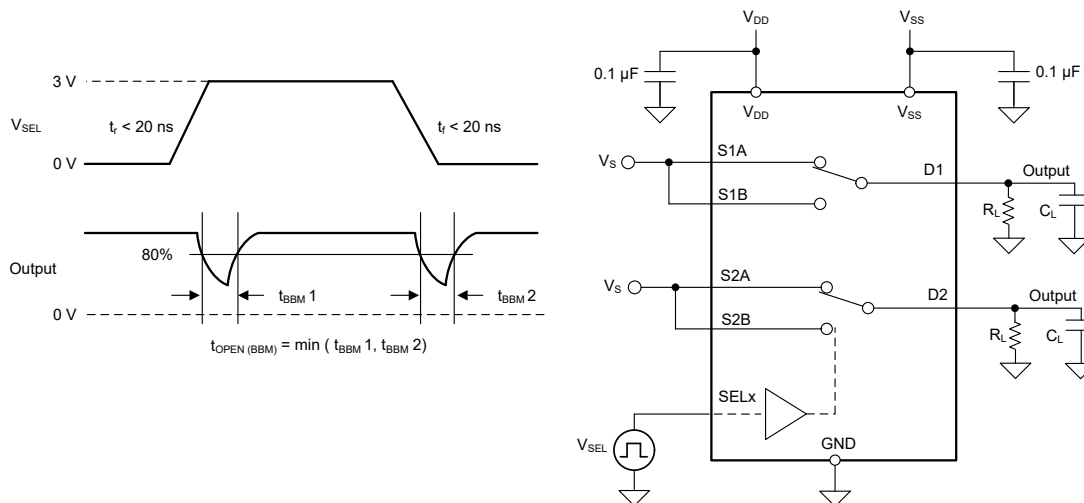 3 V
V_SEL
t_r < 20 ns
t_f < 20 ns
0 V
80%
Output
t_BBM 1
t_BBM 2
0 V
t_OPEN (BBM) = min ( t_BBM 1, t_BBM 2)
V_DD
V_SS
0.1 µF
0.1 µF
V_DD
V_SS
V_S
S1A
D1
Output
S1B
R_L
C_L
V_S
S2A
D2
Output
S2B
R_L
C_L
SELx
V_SEL
GND